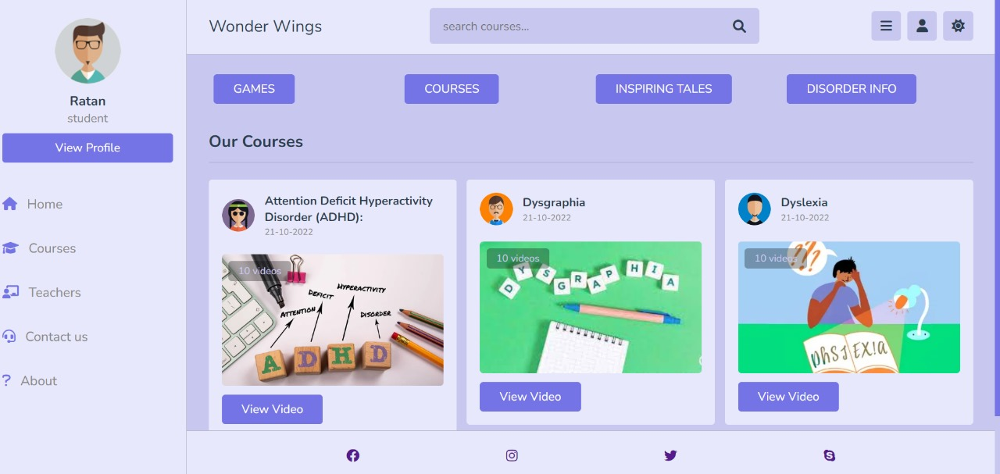 Ratan
student
View Profile
Home
Courses
Teachers
Contact us
? About
Wonder Wings
search courses...
GAMES
COURSES
INSPIRING TALES
DISORDER INFO
Our Courses
Attention Deficit Hyperactivity
Disorder (ADHD):
21-10-2022
10 videos
ATTENTION
DEFICIT
HYPERACTIVITY
DISORDER
A D H D
View Video
Dysgraphia
21-10-2022
10 videos
DYSGRAPHIA
View Video
Dyslexia
21-10-2022
10 videos
???
DhSlEXia
View Video